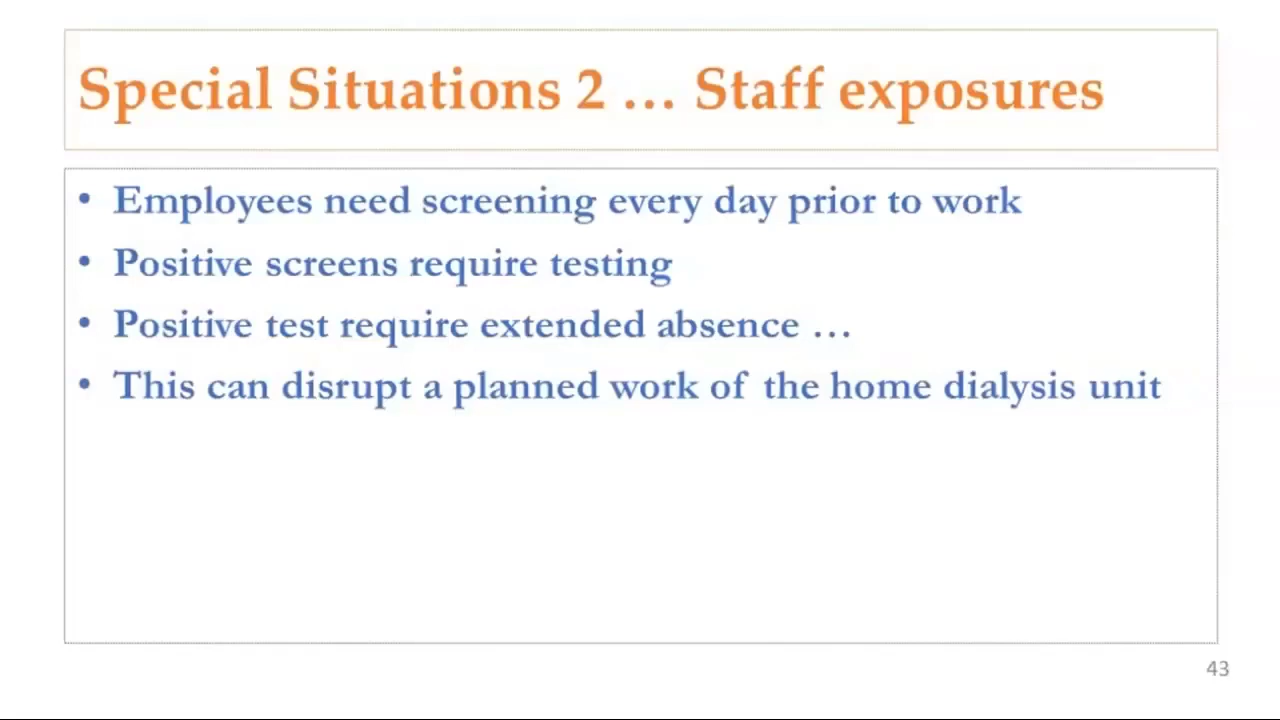 Special Situations 2 … Staff exposures
• Employees need screening every day prior to work
• Positive screens require testing
• Positive test require extended absence …
• This can disrupt a planned work of the home dialysis unit
43